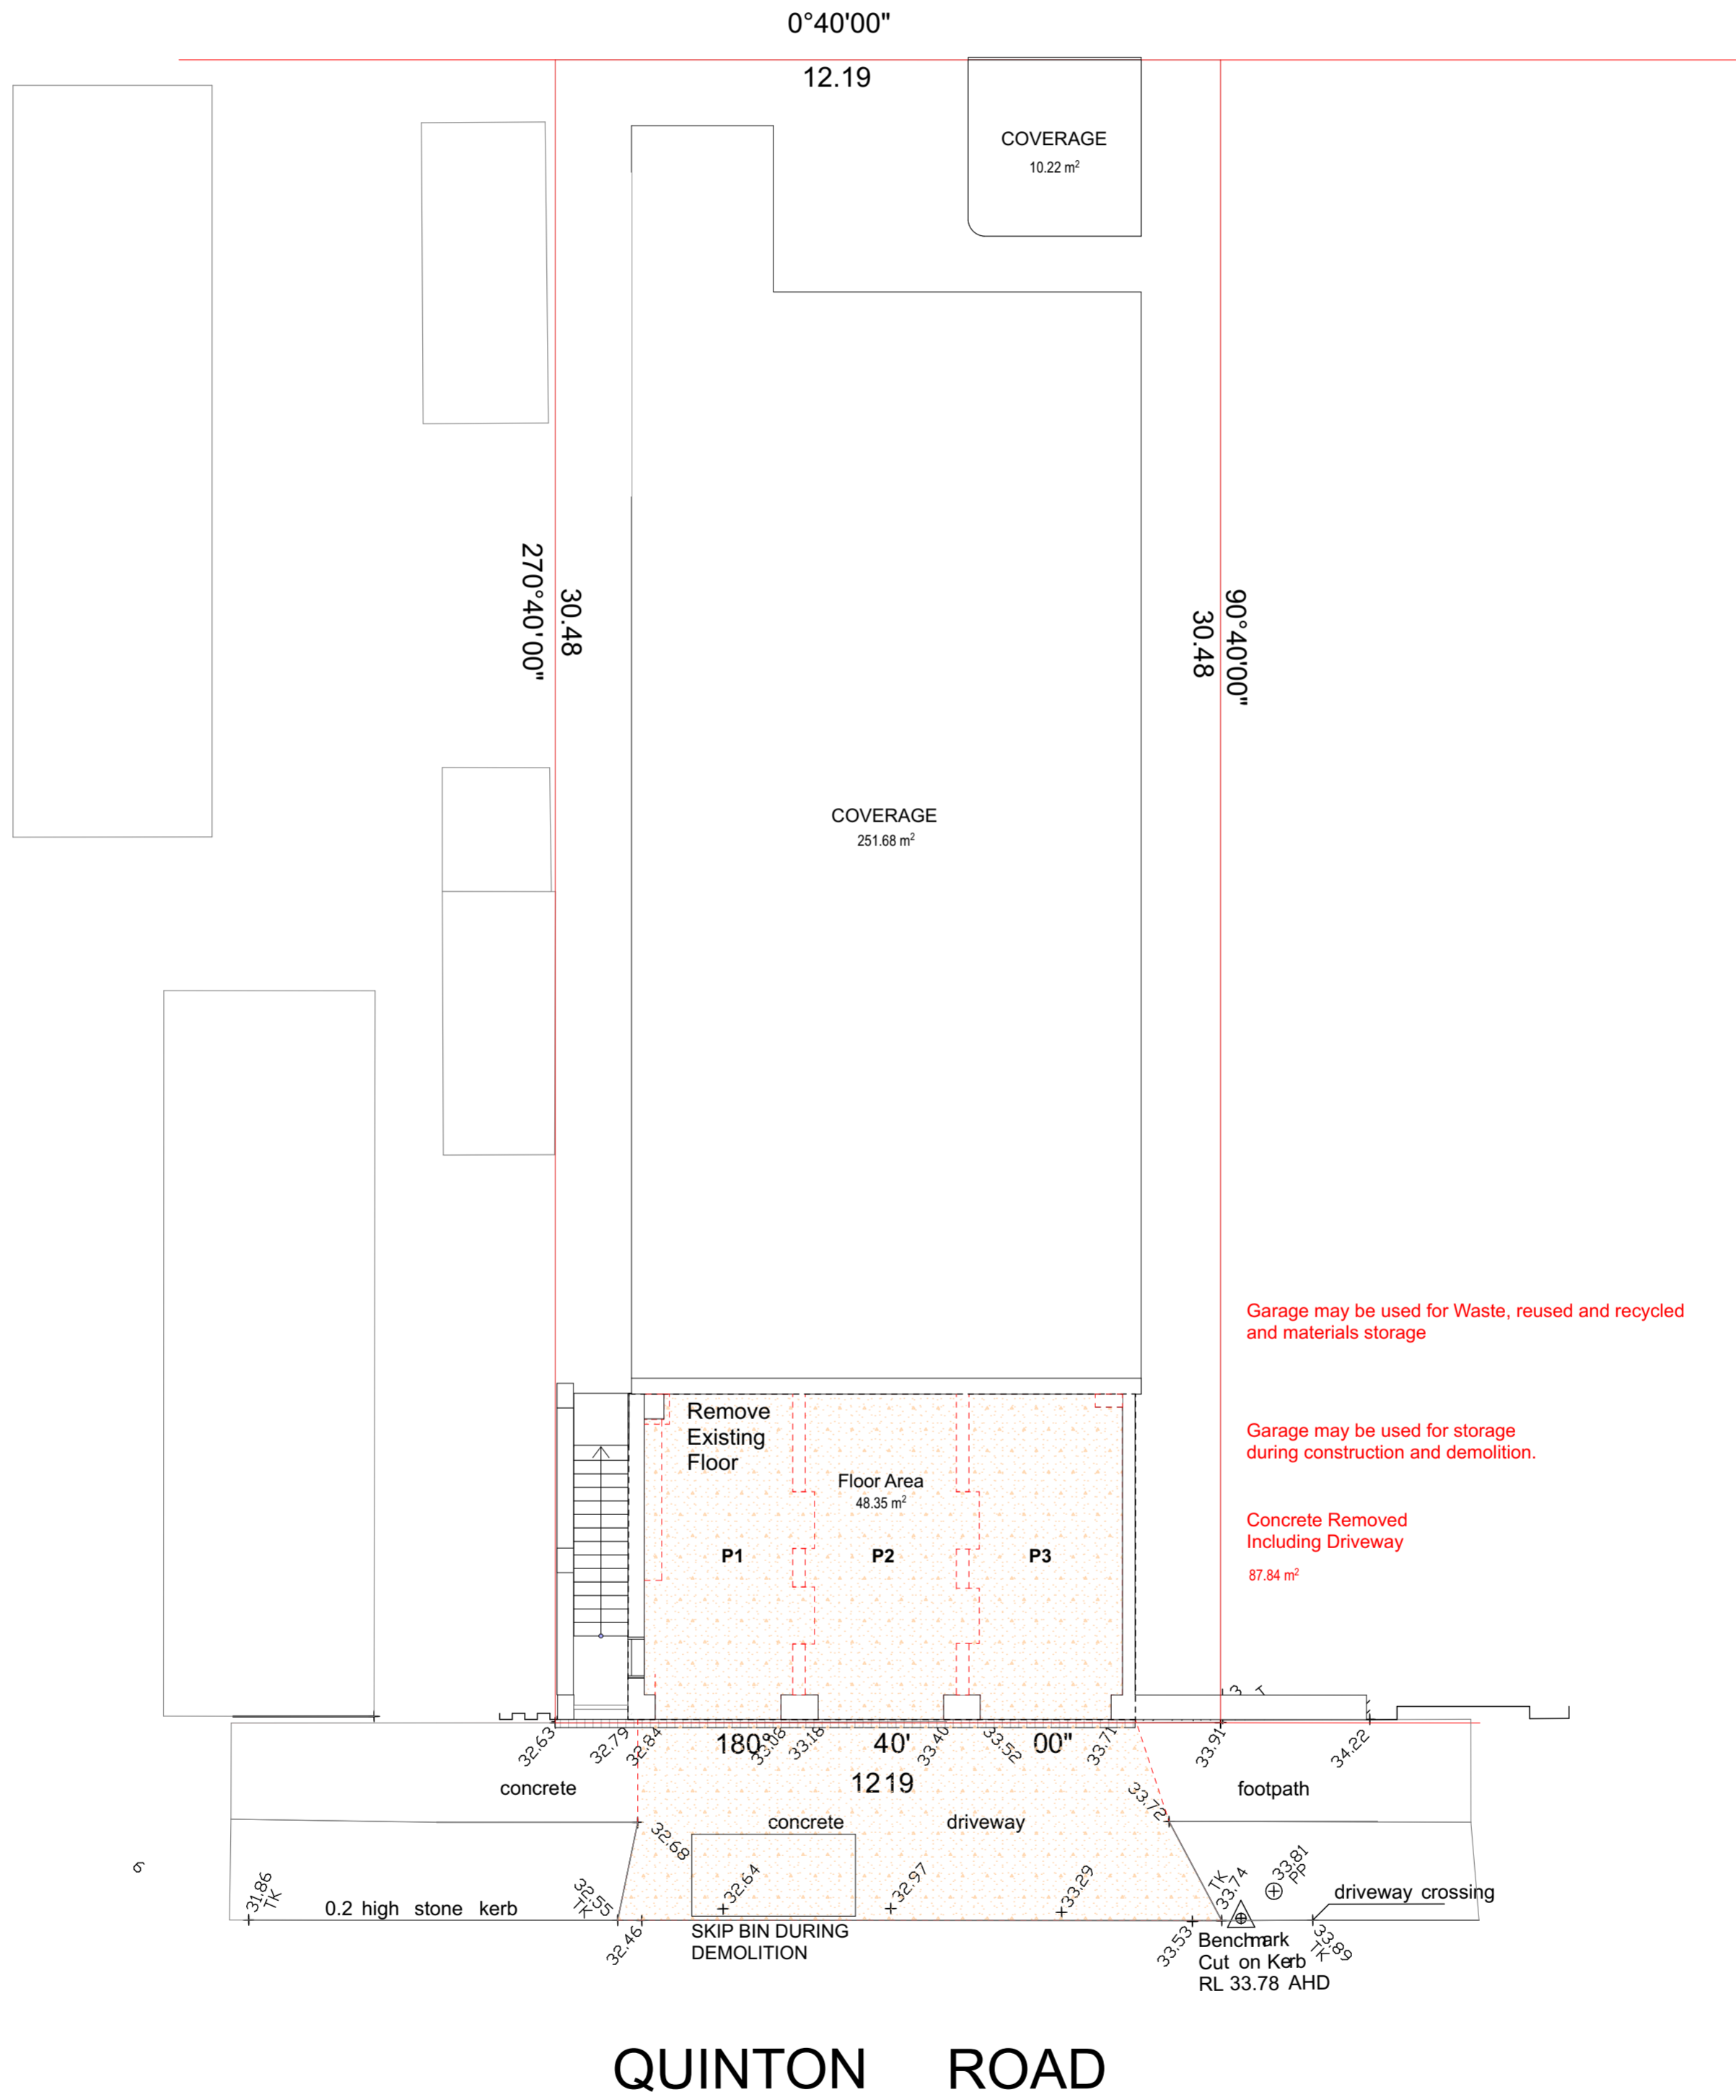 0°40'00"
12.19
COVERAGE
10.22 m²
270°40'00"
30.48
90°40'00"
30.48
COVERAGE
251.68 m²
Garage may be used for Waste, reused and recycled
and materials storage
Remove
Existing
Floor
Garage may be used for storage
during construction and demolition.
Floor Area
48.35 m²
Concrete Removed
Including Driveway
87.84 m²
P1
P2
P3
32.63
32.79
32.84
33.08
33.18
33.40
33.52
33.71
33.91
34.22
180° 40' 00"
1219
concrete
footpath
33.72
concrete driveway
32.68
9
31.86
TK
0.2 high stone kerb
32.55
TK
32.64
32.97
33.29
TK
33.74
33.81
PP
driveway crossing
32.46
SKIP BIN DURING
DEMOLITION
33.53
Benchmark
Cut on Kerb
RL 33.78 AHD
33.89
TK
QUINTON ROAD